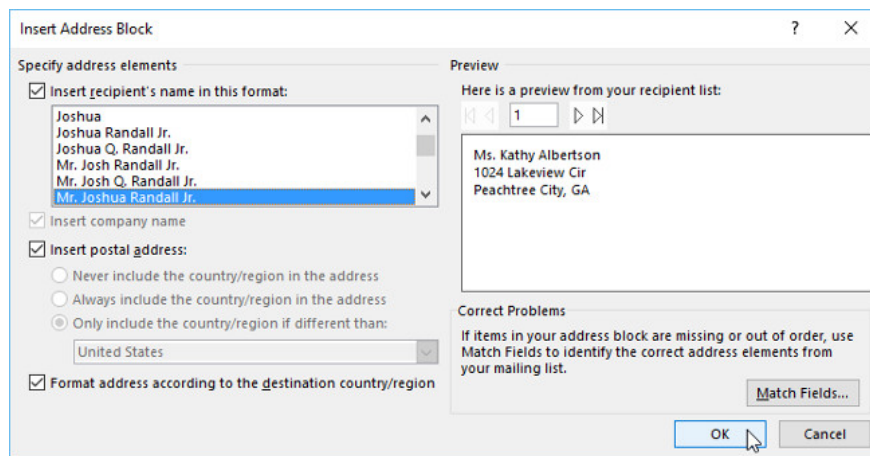 Insert Address Block
?
Specify address elements
Insert recipient's name in this format:
Joshua
Joshua Randall Jr.
Joshua Q. Randall Jr.
Mr. Josh Randall Jr.
Mr. Josh Q. Randall Jr.
Mr. Joshua Randall Jr.
Insert company name
Insert postal address:
Never include the country/region in the address
Always include the country/region in the address
Only include the country/region if different than:
United States
Format address according to the destination country/region
Preview
Here is a preview from your recipient list:
1
Ms. Kathy Albertson
1024 Lakeview Cir
Peachtree City, GA
Correct Problems
If items in your address block are missing or out of order, use
Match Fields to identify the correct address elements from
your mailing list.
Match Fields...
OK
Cancel